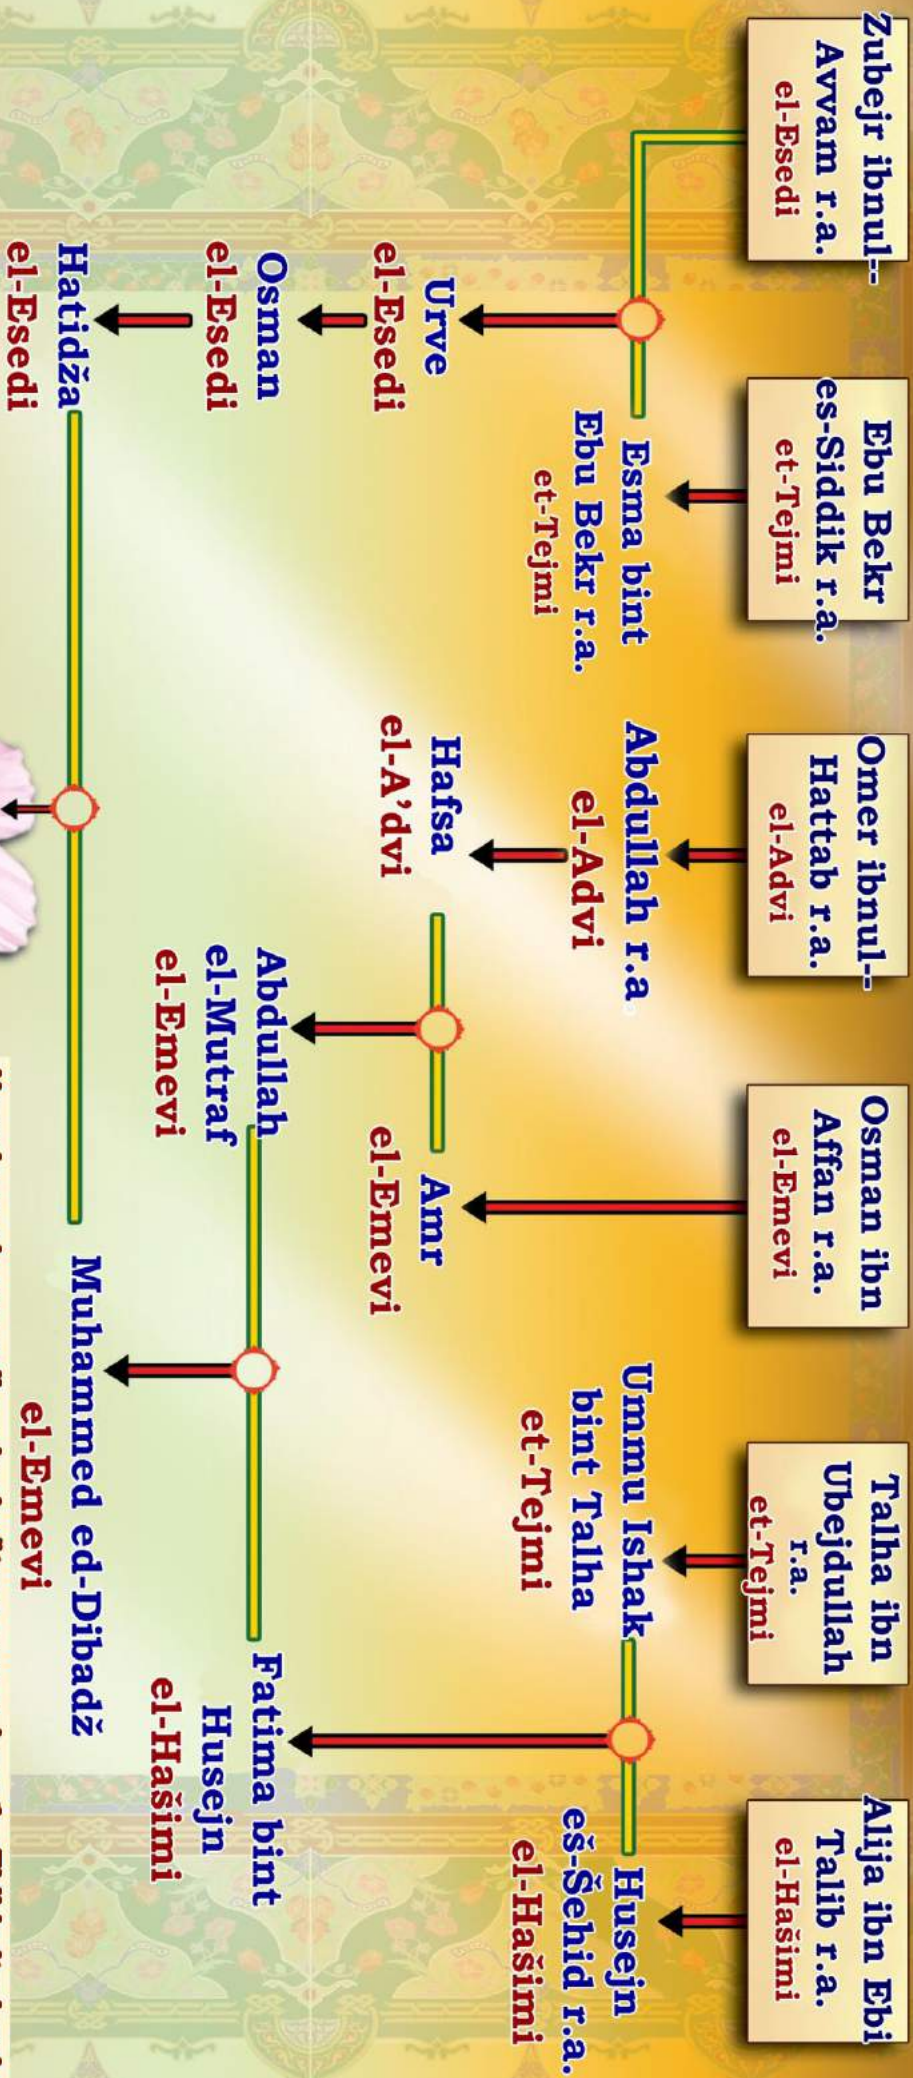 Zubejr ibnul--
Avvam r.a.
el-Esedi
Ebu Bekr
es-Siddik r.a.
et-Tejmi
Omer ibnul--
Hattab r.a.
el-Advi
Osman ibn
Affan r.a.
el-Emevi
Talha ibn
Ubejdullah
r.a.
et-Tejmi
Alija ibn Ebi
Talib r.a.
el-Hašimi
Esma bint
Ebu Bekr r.a.
et-Tejmi
Abdullah r.a
el-Advi
Ummu Ishak
bint Talha
et-Tejmi
Husejn
eš-Šehid r.a.
el-Hašimi
Urve
el-Esedi
Hafsa
el-A’dvi
Amr
el-Emevi
Osman
el-Esedi
Abdullah
el-Mutraf
el-Emevi
Fatima bint
Husejn
el-Hašimi
Hatidža
el-Esedi
Muhammed ed-Dibadž
el-Emevi